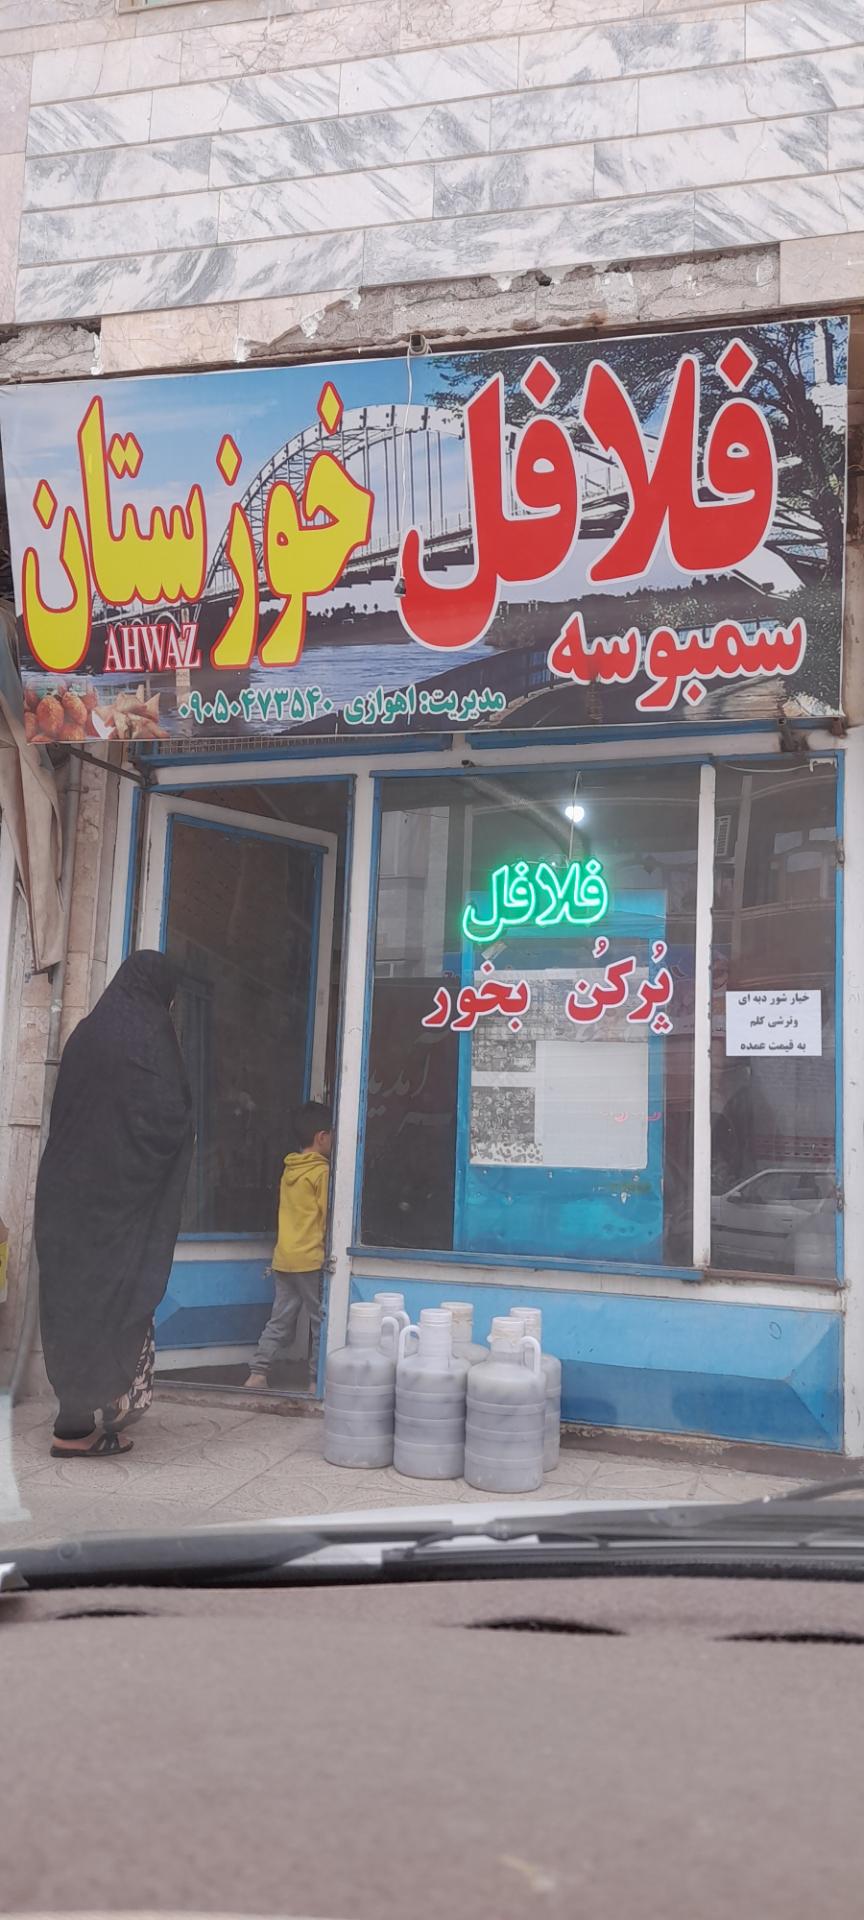 فلافل خوزستان
سمبوسه
AHWAZ
مدیریت: اهوازی ۰۹۰۵۰۴۷۳۵۴۰
فلافل
پُرکُن بخور
خیار شور دبه ای
وترشی کلم
به قیمت عمده